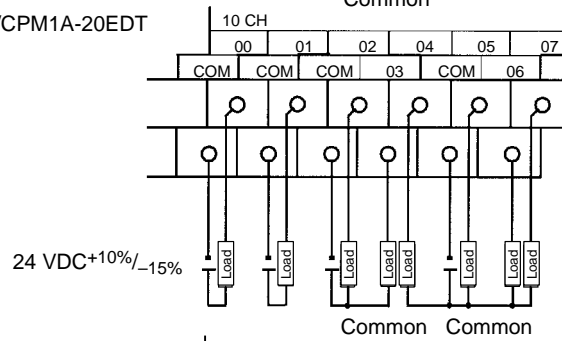 Common
/CPM1A-20EDT
10 CH
00 01 02 04 05 07
COM COM COM 03 COM 06
24 VDC+10%/–15%
Load Load Load Load Load Load Load Load
Common Common